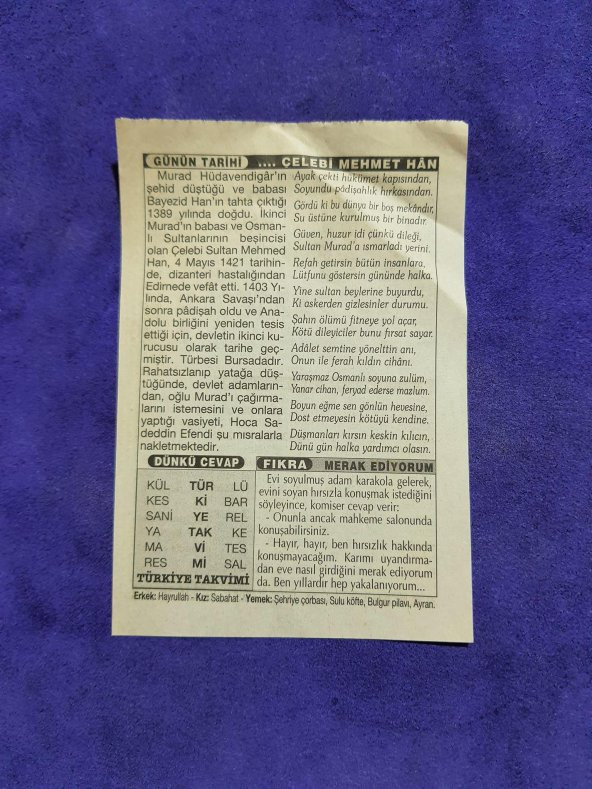 GÜNÜN TARİHİ .... ÇELEBİ MEHMET HÂN
Murad Hüdavendigâr'ın
şehid düştüğü ve babası
Bayezid Han'ın tahta çıktığı
1389 yılında doğdu. İkinci
Murad'ın babası ve Osman-
lı Sultanlarının beşincisi
olan Çelebi Sultan Mehmed
Han, 4 Mayıs 1421 tarihin-
de, dizanteri hastalığından
Edirnede vefât etti. 1403 Yı-
lında, Ankara Savaşı'ndan
sonra pâdişah oldu ve Ana-
dolu birliğini yeniden tesis
ettiği için, devletin ikinci ku-
rucusu olarak tarihe geç-
miştir. Türbesi Bursadadır.
Rahatsızlanıp yatağa düş-
tüğünde, devlet adamların-
dan, oğlu Murad'ı çağırma-
larını istemesini ve onlara
yaptığı vasiyeti, Hoca Sa-
deddin Efendi şu mısralarla
nakletmektedir.
Ayak çekti hükümet kapısından,
Soyundu pâdişahlık hırkasından.
Gördü ki bu dünya bir boş mekândır,
Su üstüne kurulmuş bir binadır.
Güven, huzur idi çünkü dileği,
Sultan Murad'a ısmarladı yerini.
Refah getirsin bütün insanlara,
Lütfunu göstersin gününde halka.
Yine sultan beylerine buyurdu,
Ki askerden gizlesinler durumu.
Şahın ölümü fitneye yol açar,
Kötü dileyiciler bunu fırsat sayar.
Adâlet semtine yönelttin anı,
Onun ile ferah kıldın cihânı.
Yaraşmaz Osmanlı soyuna zulüm,
Yanar cihan, feryad ederse mazlum.
Boyun eğme sen gönlün hevesine,
Dost etmeyesin kötüyü kendine.
Düşmanları kırsın keskin kılıcın,
Dünü gün halka yardımcı olasın.
DÜNKÜ CEVAP
KÜL TÜR LÜ
KES Kİ BAR
SANİ YE REL
YA TAK KE
MA Vİ TES
RES Mİ SAL
TÜRKİYE TAKVİMİ
FIKRA MERAK EDİYORUM
Evi soyulmuş adam karakola gelerek,
evini soyan hırsızla konuşmak istediğini
söyleyince, komiser cevap verir:
- Onunla ancak mahkeme salonunda
konuşabilirsiniz.
- Hayır, hayır, ben hırsızlık hakkında
konuşmayacağım. Karımı uyandırma-
dan eve nasıl girdiğini merak ediyorum
da. Ben yıllardır hep yakalanıyorum...
Erkek: Hayrullah - Kız: Sabahat - Yemek: Şehriye çorbası, Sulu köfte, Bulgur pilavı, Ayran.